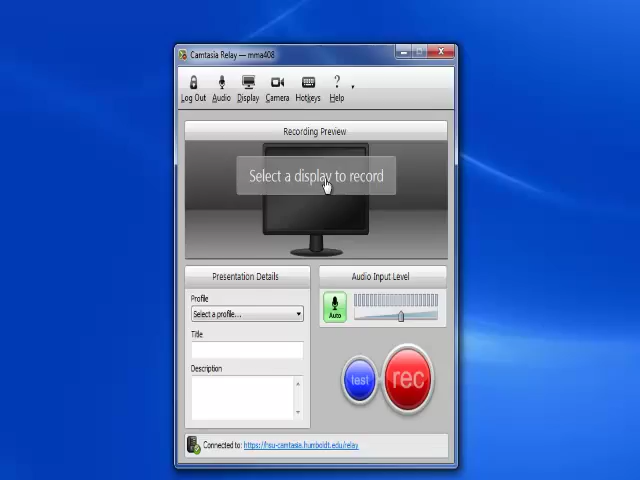 Camtasia Relay — mma408
Log Out Audio Display Camera Hotkeys Help
Recording Preview
Select a display to record
Presentation Details
Audio Input Level
Profile
Select a profile...
Auto
Title
Description
test
rec
Connected to: https://hsu-camtasia.humboldt.edu/relay